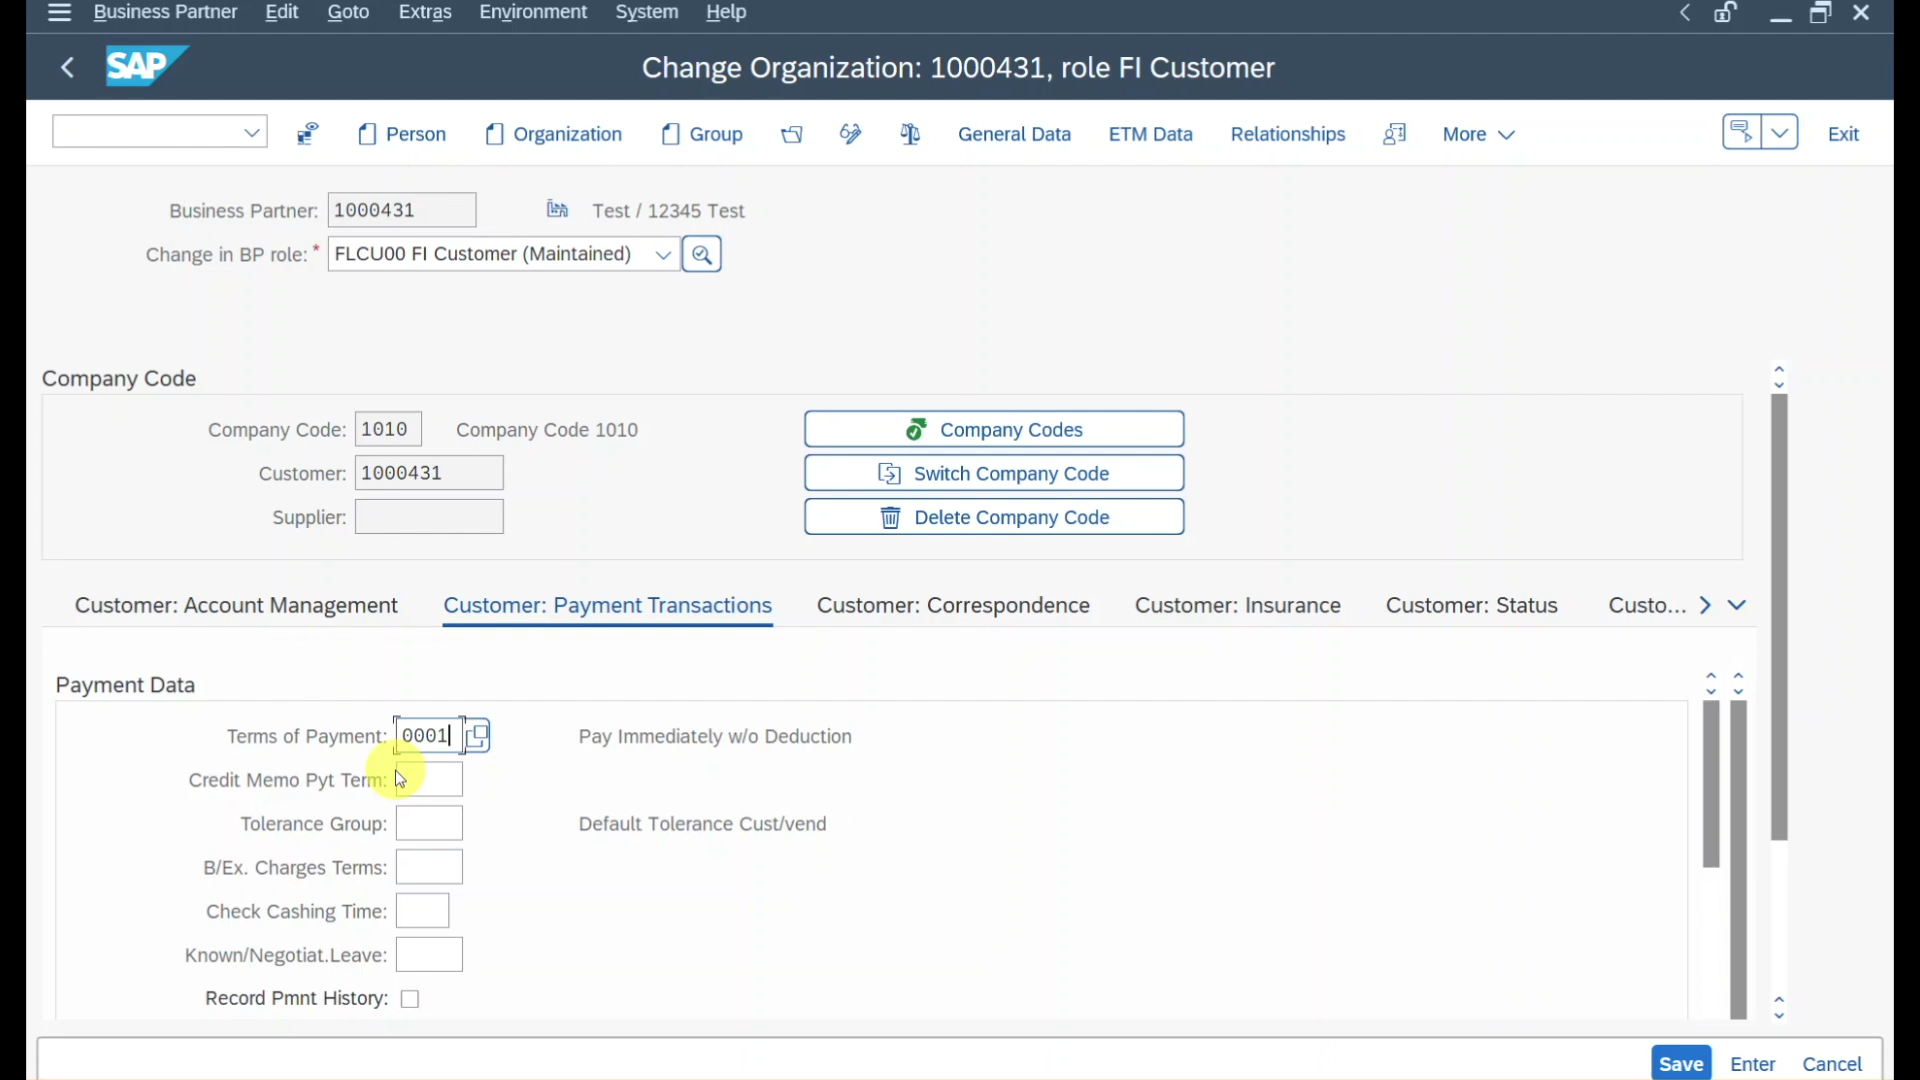 Business Partner Edit Goto Extras Environment System Help
SAP Change Organization: 1000431, role FI Customer
Person Organization Group General Data ETM Data Relationships More Exit
Business Partner: 1000431 Test / 12345 Test
Change in BP role: * FLCU00 FI Customer (Maintained)
Company Code
Company Code: 1010 Company Code 1010 Company Codes
Customer: 1000431 Switch Company Code
Supplier: Delete Company Code
Customer: Account Management Customer: Payment Transactions Customer: Correspondence Customer: Insurance Customer: Status Custo...
Payment Data
Terms of Payment: 0001 Pay Immediately w/o Deduction
Credit Memo Pyt Term:
Tolerance Group: Default Tolerance Cust/vend
B/Ex. Charges Terms:
Check Cashing Time:
Known/Negotiat.Leave:
Record Pmnt History:
Save Enter Cancel